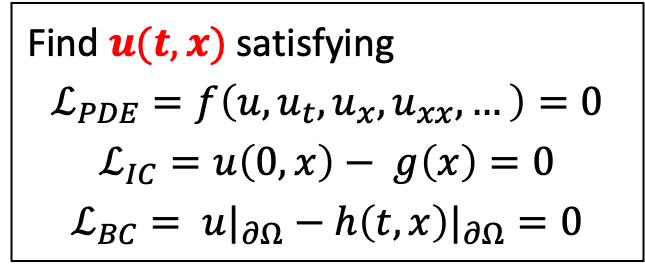 Find u(t, x) satisfying
ℒ_PDE = f(u, u_t, u_x, u_xx, … ) = 0
ℒ_IC = u(0, x) − g(x) = 0
ℒ_BC = u|_∂Ω − h(t, x)|_∂Ω = 0